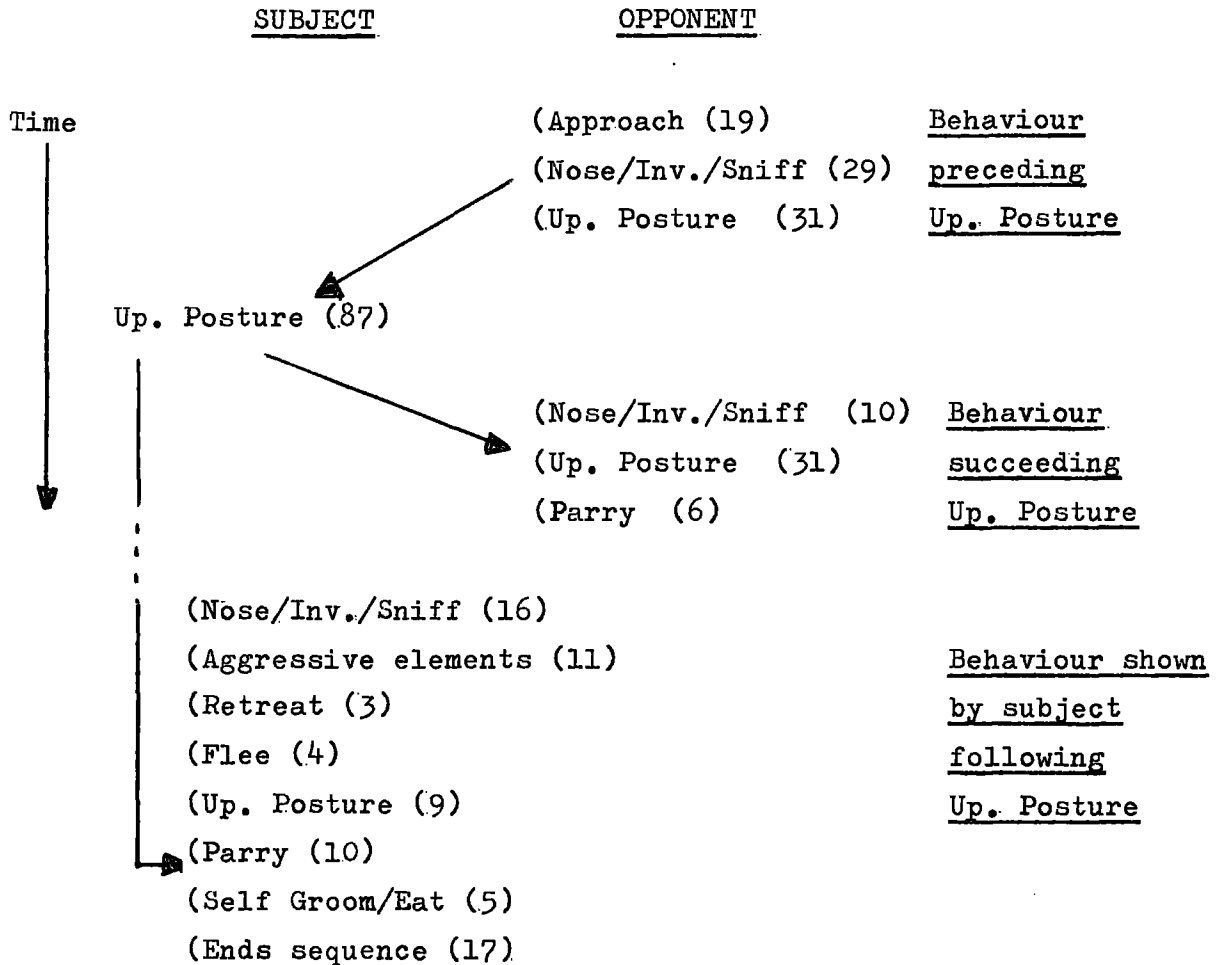 SUBJECT OPPONENT
Time (Approach (19) Behaviour
(Nose/Inv./Sniff (29) preceding
(Up. Posture (31) Up. Posture
Up. Posture (87)
(Nose/Inv./Sniff (10) Behaviour
(Up. Posture (31) succeeding
(Parry (6) Up. Posture
(Nose/Inv./Sniff (16)
(Aggressive elements (11) Behaviour shown
(Retreat (3) by subject
(Flee (4) following
(Up. Posture (9) Up. Posture
(Parry (10)
(Self Groom/Eat (5)
(Ends sequence (17)